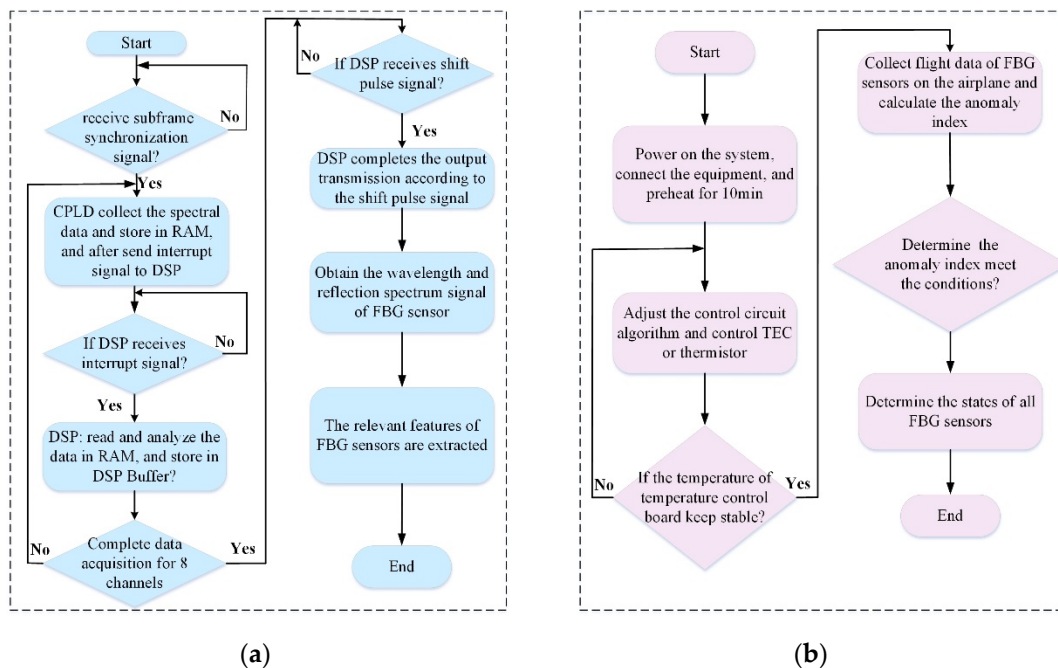 Start
receive subframe
synchronization
signal?
No
Yes
CPLD collect the spectral
data and store in RAM,
and after send interrupt
signal to DSP
If DSP receives
interrupt signal?
No
Yes
DSP: read and analyze the
data in RAM, and store in
DSP Buffer?
Complete data
acquisition for 8
channels
No
Yes
If DSP receives shift
pulse signal?
No
Yes
DSP completes the output
transmission according to
the shift pulse signal
Obtain the wavelength and
reflection spectrum signal
of FBG sensor
The relevant features of
FBG sensors are extracted
End
(a)
Start
Power on the system,
connect the equipment, and
preheat for 10min
Adjust the control circuit
algorithm and control TEC
or thermistor
If the temperature of
temperature control
board keep stable?
No
Yes
Collect flight data of FBG
sensors on the airplane and
calculate the anomaly
index
Determine the
anomaly index meet
the conditions?
Determine the states of all
FBG sensors
End
(b)